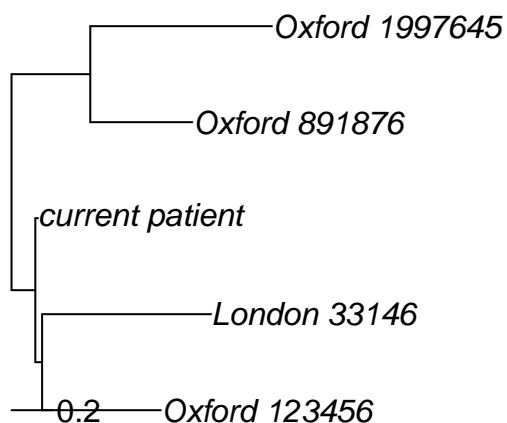 Oxford 1997645
Oxford 891876
current patient
London 33146
0.2 Oxford 123456